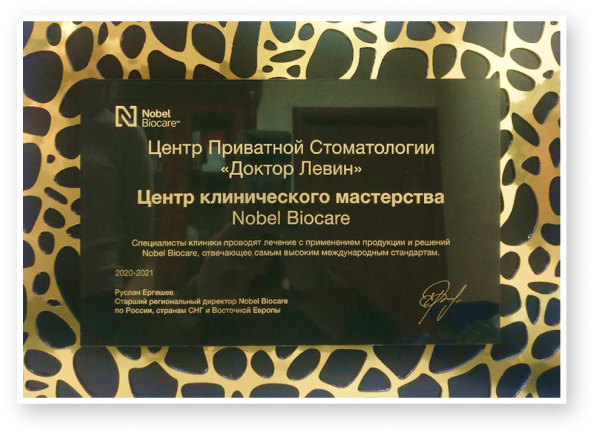 Nobel
Biocare™
Центр Приватной Стоматологии
«Доктор Левин»
Центр клинического мастерства
Nobel Biocare
Специалисты клиники проводят лечение с применением продукции и решений
Nobel Biocare, отвечающее самым высоким международным стандартам.
2020-2021
Руслан Ергешев
Старший региональный директор Nobel Biocare
по России, странам СНГ и Восточной Европы